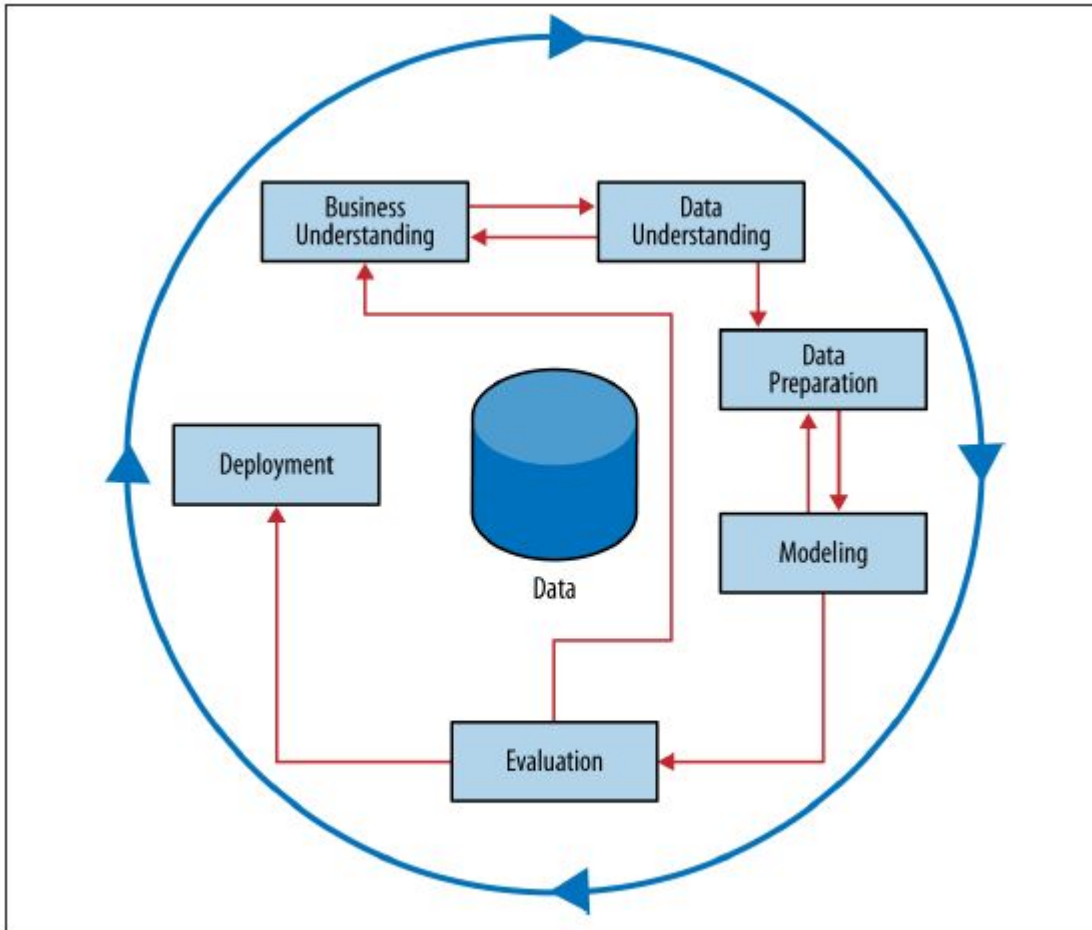 Business
Understanding
Data
Understanding
Data
Preparation
Deployment
Modeling
Data
Evaluation